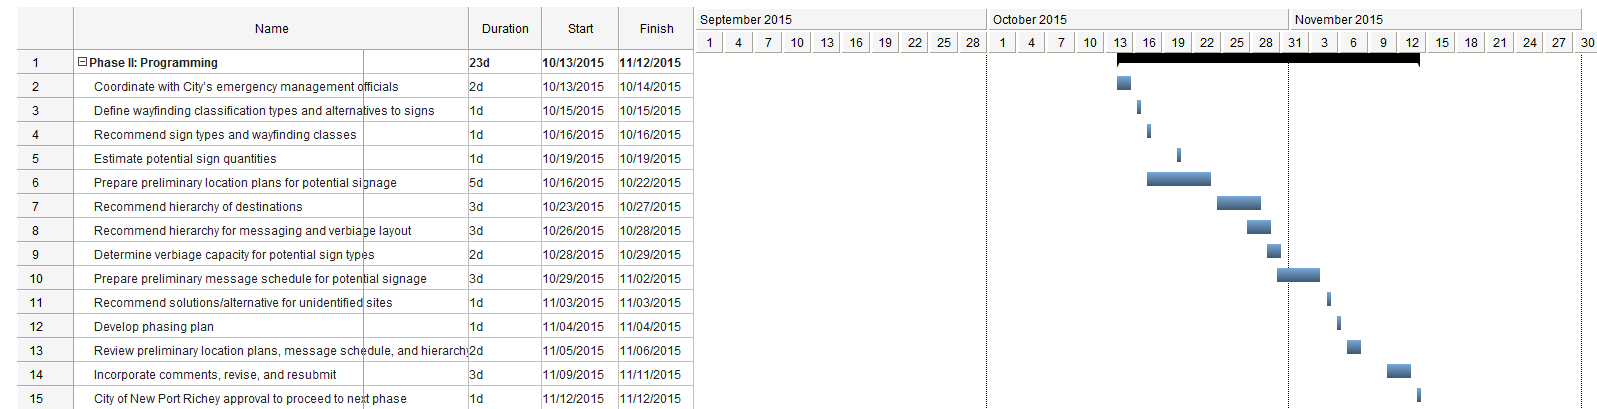 Name Duration Start Finish September 2015 October 2015 November 2015
1 4 7 10 13 16 19 22 25 28 1 4 7 10 13 16 19 22 25 28 31 3 6 9 12 15 18 21 24 27 30
1 Phase II: Programming 23d 10/13/2015 11/12/2015
2 Coordinate with City's emergency management officials 2d 10/13/2015 10/14/2015
3 Define wayfinding classification types and alternatives to signs 1d 10/15/2015 10/15/2015
4 Recommend sign types and wayfinding classes 1d 10/16/2015 10/16/2015
5 Estimate potential sign quantities 1d 10/19/2015 10/19/2015
6 Prepare preliminary location plans for potential signage 5d 10/16/2015 10/22/2015
7 Recommend hierarchy of destinations 3d 10/23/2015 10/27/2015
8 Recommend hierarchy for messaging and verbiage layout 3d 10/26/2015 10/28/2015
9 Determine verbiage capacity for potential sign types 2d 10/28/2015 10/29/2015
10 Prepare preliminary message schedule for potential signage 3d 10/29/2015 11/02/2015
11 Recommend solutions/alternative for unidentified sites 1d 11/03/2015 11/03/2015
12 Develop phasing plan 1d 11/04/2015 11/04/2015
13 Review preliminary location plans, message schedule, and hierarchy 2d 11/05/2015 11/06/2015
14 Incorporate comments, revise, and resubmit 3d 11/09/2015 11/11/2015
15 City of New Port Richey approval to proceed to next phase 1d 11/12/2015 11/12/2015